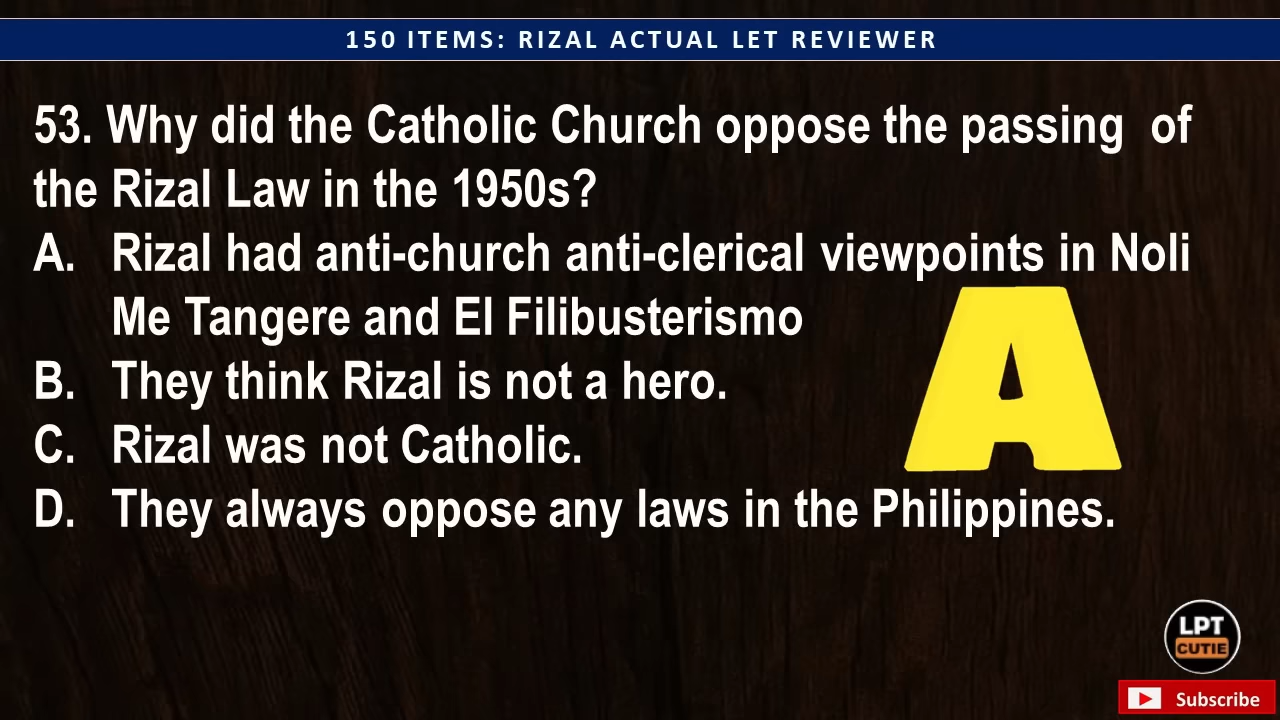 150 ITEMS: RIZAL ACTUAL LET REVIEWER
53. Why did the Catholic Church oppose the passing of
the Rizal Law in the 1950s?
A. Rizal had anti-church anti-clerical viewpoints in Noli
Me Tangere and El Filibusterismo
B. They think Rizal is not a hero.
C. Rizal was not Catholic.
D. They always oppose any laws in the Philippines.
A
LPT
CUTIE
Subscribe